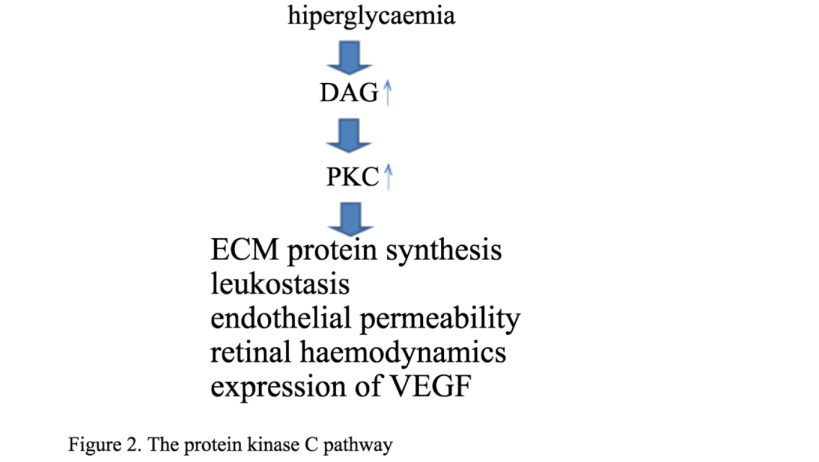 hiperglycaemia
DAG↑
PKC↑
ECM protein synthesis
leukostasis
endothelial permeability
retinal haemodynamics
expression of VEGF
Figure 2. The protein kinase C pathway